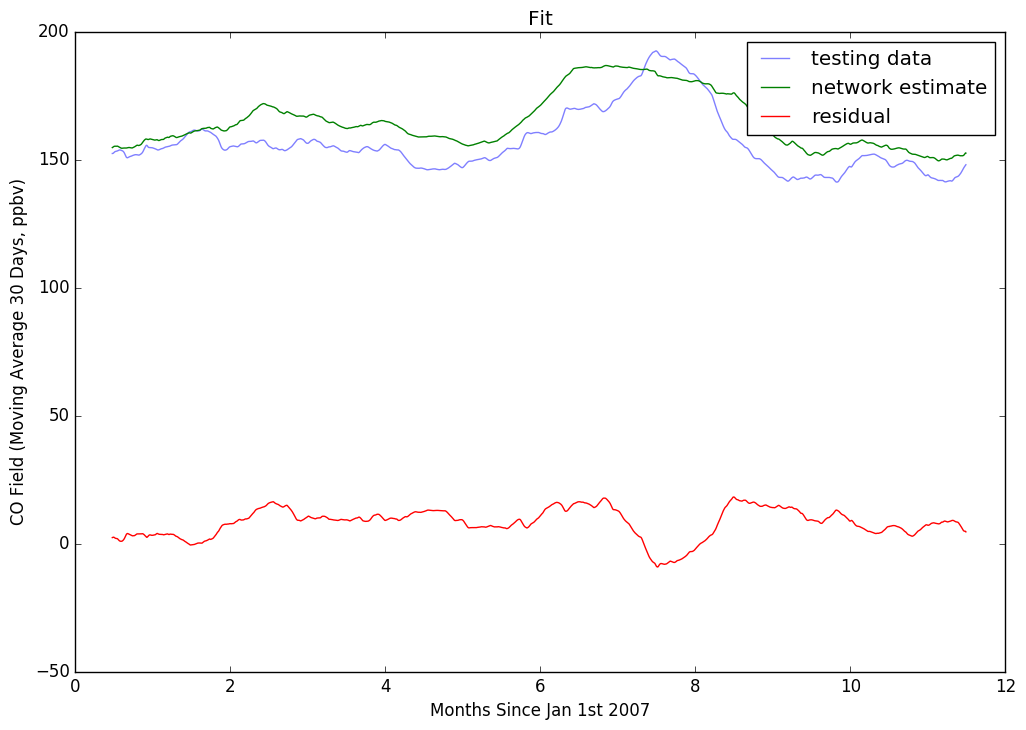 Fit
200
150
100
50
0
−50
0 2 4 6 8 10 12
CO Field (Moving Average 30 Days, ppbv)
Months Since Jan 1st 2007
testing data
network estimate
residual